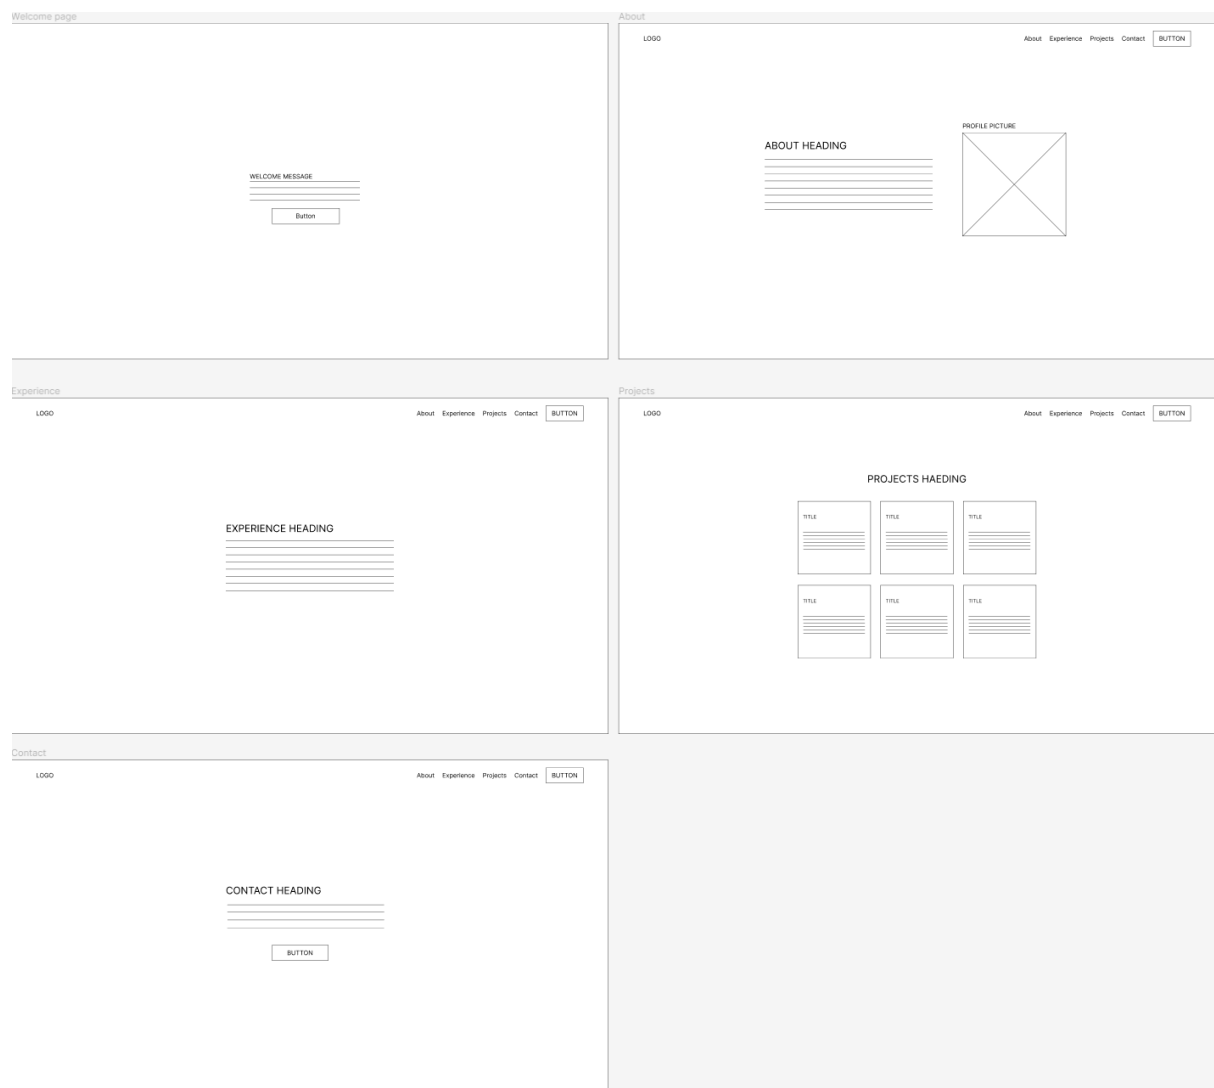 Welcome page
WELCOME MESSAGE
Button
About
LOGO
About Experience Projects Contact BUTTON
PROFILE PICTURE
ABOUT HEADING
Experience
LOGO
About Experience Projects Contact BUTTON
EXPERIENCE HEADING
Projects
LOGO
About Experience Projects Contact BUTTON
PROJECTS HAEDING
TITLE
TITLE
TITLE
TITLE
TITLE
TITLE
Contact
LOGO
About Experience Projects Contact BUTTON
CONTACT HEADING
BUTTON